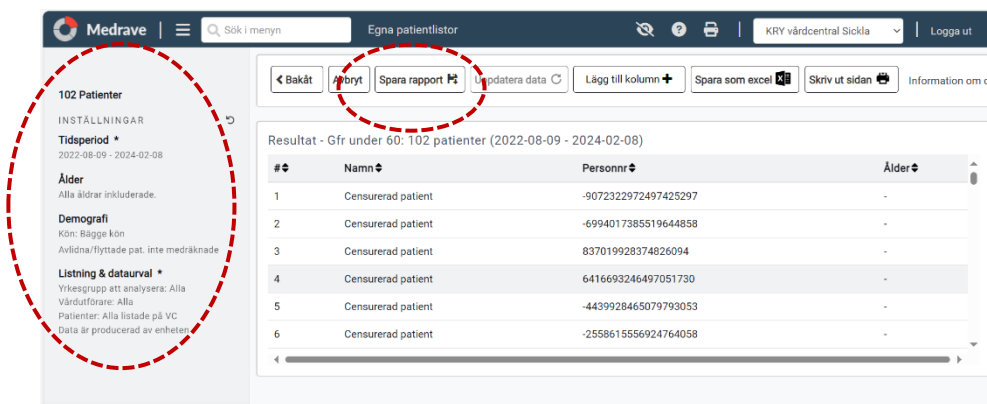 Medrave
Sök i menyn
Egna patientlistor
KRY vårdcentral Sickla
Logga ut
Bakåt
Avbryt
Spara rapport
Uppdatera data
Lägg till kolumn
Spara som excel
Skriv ut sidan
Information om
102 Patienter
INSTÄLLNINGAR
Tidsperiod *
2022-08-09 - 2024-02-08
Ålder
Alla åldrar inkluderade.
Demografi
Kön: Bägge kön
Avlidna/flyttade pat. inte medräknade
Listning & dataurval *
Yrkesgrupp att analysera: Alla
Vårdutförare: Alla
Patienter: Alla listade på VC
Data är producerad av enheten
Resultat - Gfr under 60: 102 patienter (2022-08-09 - 2024-02-08)
# Namn Personnr Ålder
1 Censurerad patient -9072322972497425297 -
2 Censurerad patient -6994017385519644858 -
3 Censurerad patient 837019928374826094 -
4 Censurerad patient 6416693246497051730 -
5 Censurerad patient -4439928465079793053 -
6 Censurerad patient -2558615556924764058 -